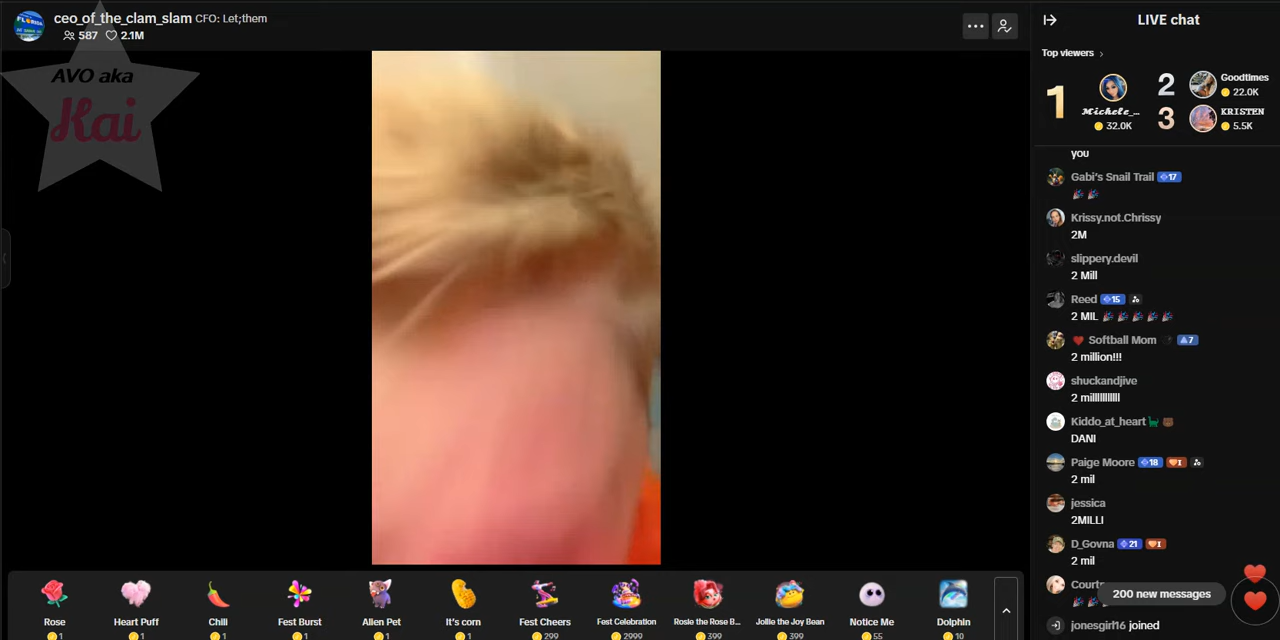 ceo_of_the_clam_slam CFO: Let;them
587 2.1M
AVO aka
Kai
LIVE chat
Top viewers
1 Michele_... 32.0K
2 Goodtimes 22.0K
3 KRISTEN 5.5K
you
Gabi's Snail Trail 17
Krissy.not.Chrissy
2M
slippery.devil
2 Mill
Reed 15
2 MIL
Softball Mom 7
2 million!!!
shuckandjive
2 millllllllllll
Kiddo_at_heart
DANI
Paige Moore 18 I
2 mil
jessica
2MILLI
D_Govna 21 I
2 mil
Courts
200 new messages
jonesgirl16 joined
Rose Heart Puff Chili Fest Burst Alien Pet It's corn Fest Cheers Fest Celebration Rosie the Rose B... Jollie the Joy Bean Notice Me Dolphin
1 1 1 1 1 1 299 2999 399 399 55 10